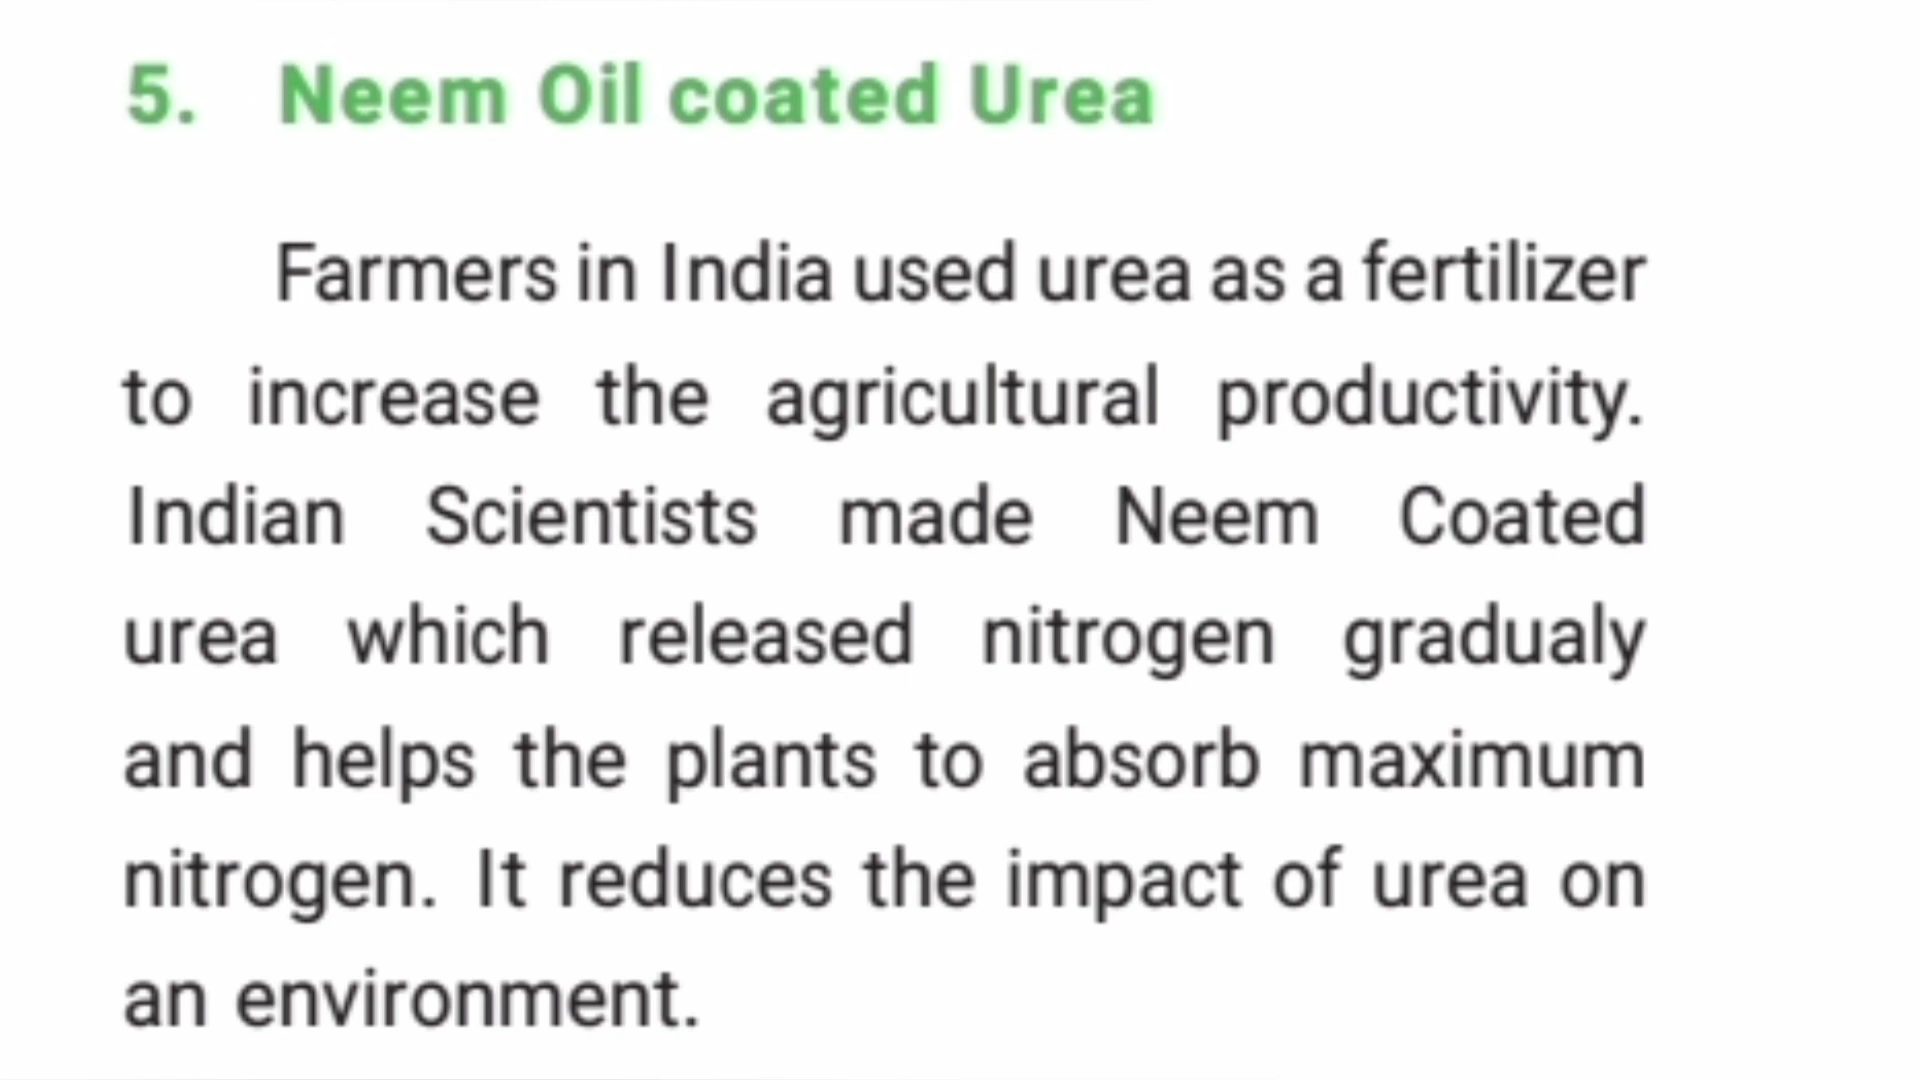 5. Neem Oil coated Urea
Farmers in India used urea as a fertilizer
to increase the agricultural productivity.
Indian Scientists made Neem Coated
urea which released nitrogen gradualy
and helps the plants to absorb maximum
nitrogen. It reduces the impact of urea on
an environment.